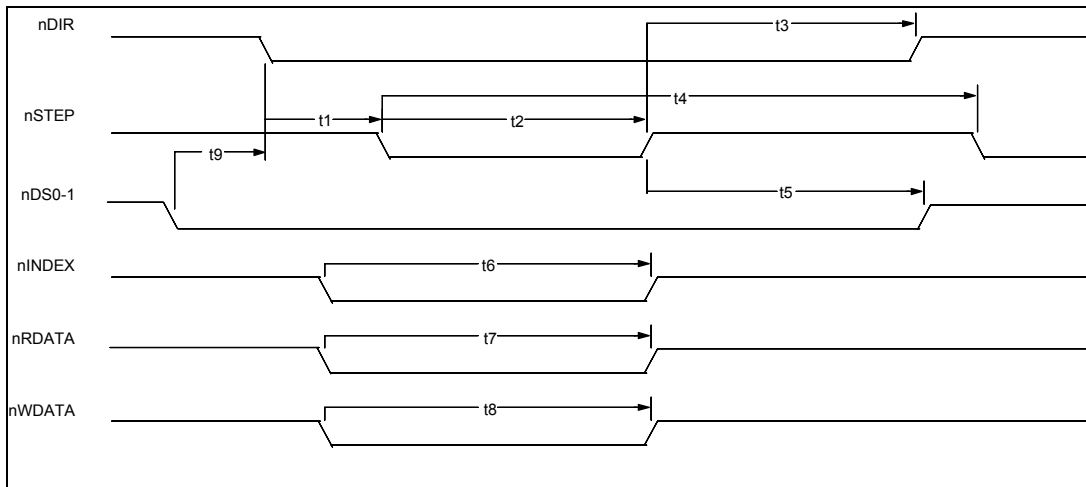 nDIR
t3
nSTEP
t4
t1
t2
t9
nDS0-1
t5
nINDEX
t6
nRDATA
t7
nWDATA
t8